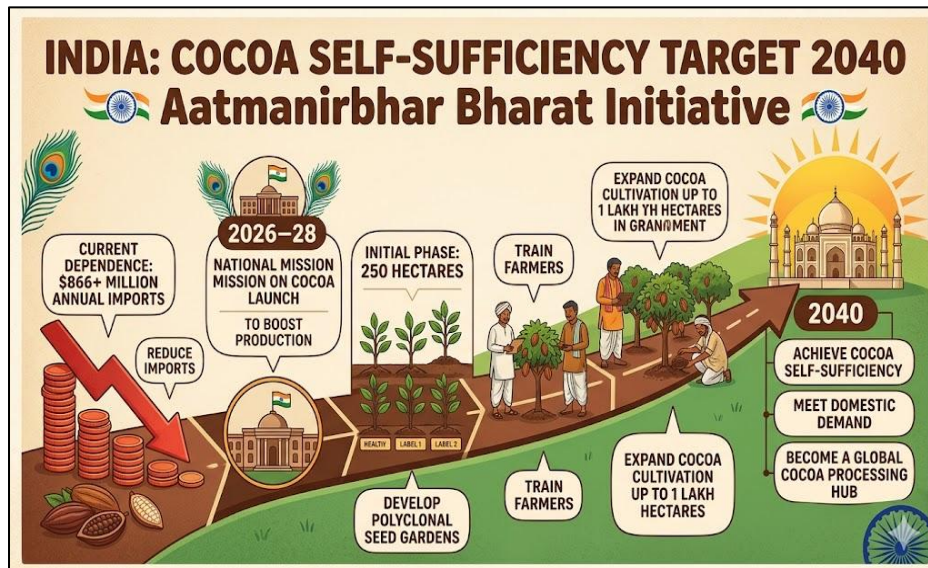 INDIA: COCOA SELF-SUFFICIENCY TARGET 2040
Aatmanirbhar Bharat Initiative
CURRENT
DEPENDENCE:
$866+ MILLION
ANNUAL IMPORTS
REDUCE
IMPORTS
2026–28
NATIONAL MISSION
MISSION ON COCOA
LAUNCH
TO BOOST
PRODUCTION
INITIAL PHASE:
250 HECTARES
HEALTIY
LABEL 1
LABEL 2
DEVELOP
POLYCLONAL
SEED GARDENS
TRAIN
FARMERS
TRAIN
FARMERS
EXPAND COCOA
CULTIVATION UP TO
1 LAKH YH HECTARES
IN
EXPAND COCOA
CULTIVATION
UP TO 1 LAKH
HECTARES
2040
ACHIEVE COCOA
SELF-SUFFICIENCY
MEET DOMESTIC
DEMAND
BECOME A GLOBAL
COCOA PROCESSING
HUB